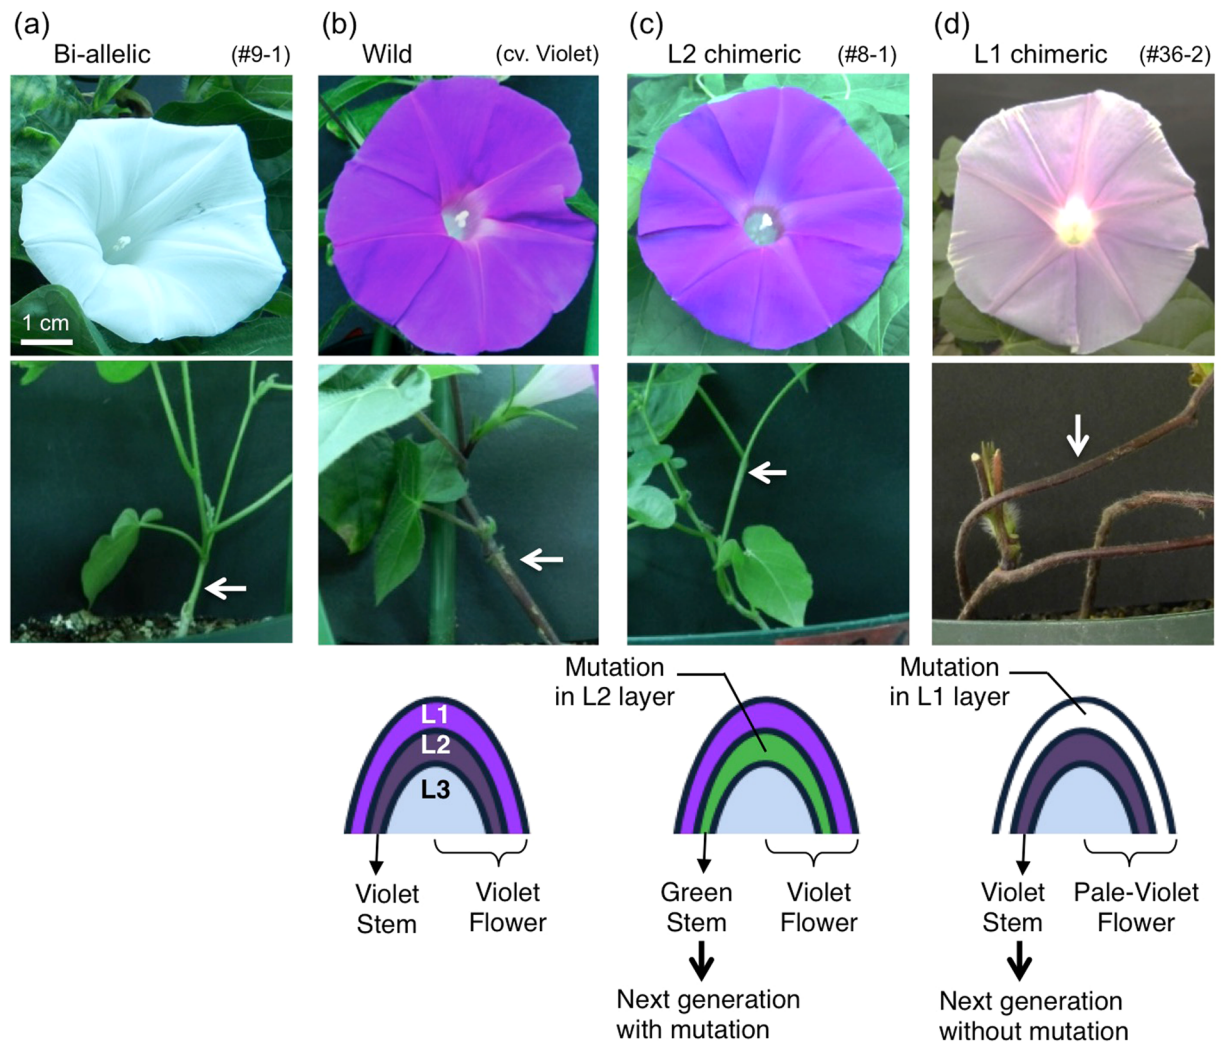 (a)
Bi-allelic (#9-1)
(b)
Wild (cv. Violet)
(c)
L2 chimeric (#8-1)
(d)
L1 chimeric (#36-2)
1 cm
L1
L2
L3
Violet
Stem
Violet
Flower
Mutation
in L2 layer
Green
Stem
Violet
Flower
Next generation
with mutation
Mutation
in L1 layer
Violet
Stem
Pale-Violet
Flower
Next generation
without mutation